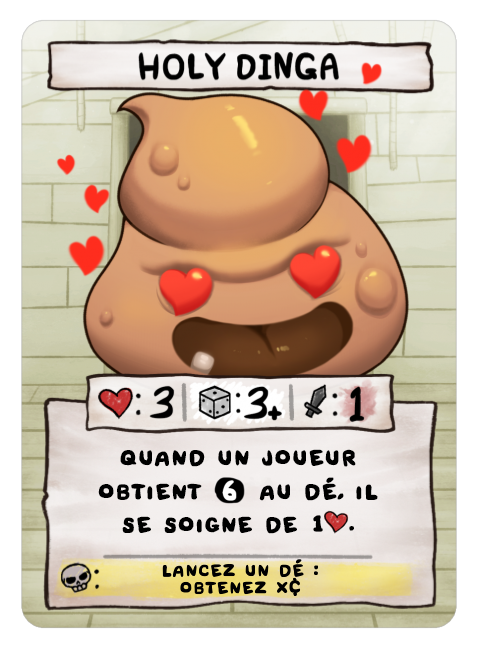 HOLY DINGA
❤: 3 | 🎲: 3+ | 🗡: 1
QUAND UN JOUEUR
OBTIENT 6 AU DÉ, IL
SE SOIGNE DE 1❤.
LANCEZ UN DÉ :
OBTENEZ X₵